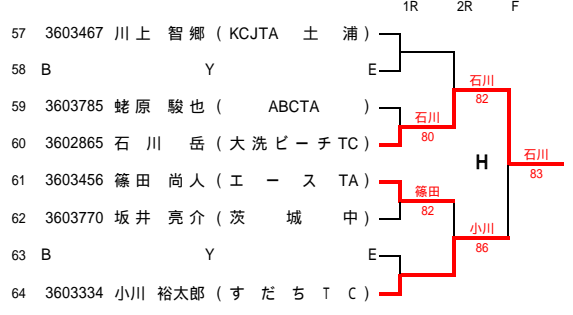 1R 2R F
57 3603467 川上 智郷 ( KCJTA 土 浦 )
58 B Y E
石川
82
59 3603785 蛯原 駿也 ( ABCTA )
石川
80
60 3602865 石 川 岳 ( 大洗ビーチTC )
H
石川
83
61 3603456 篠田 尚人 ( エ ー ス TA )
篠田
82
62 3603770 坂井 亮介 ( 茨 城 中 )
小川
86
63 B Y E
64 3603334 小川 裕太郎 ( す だ ち T C )